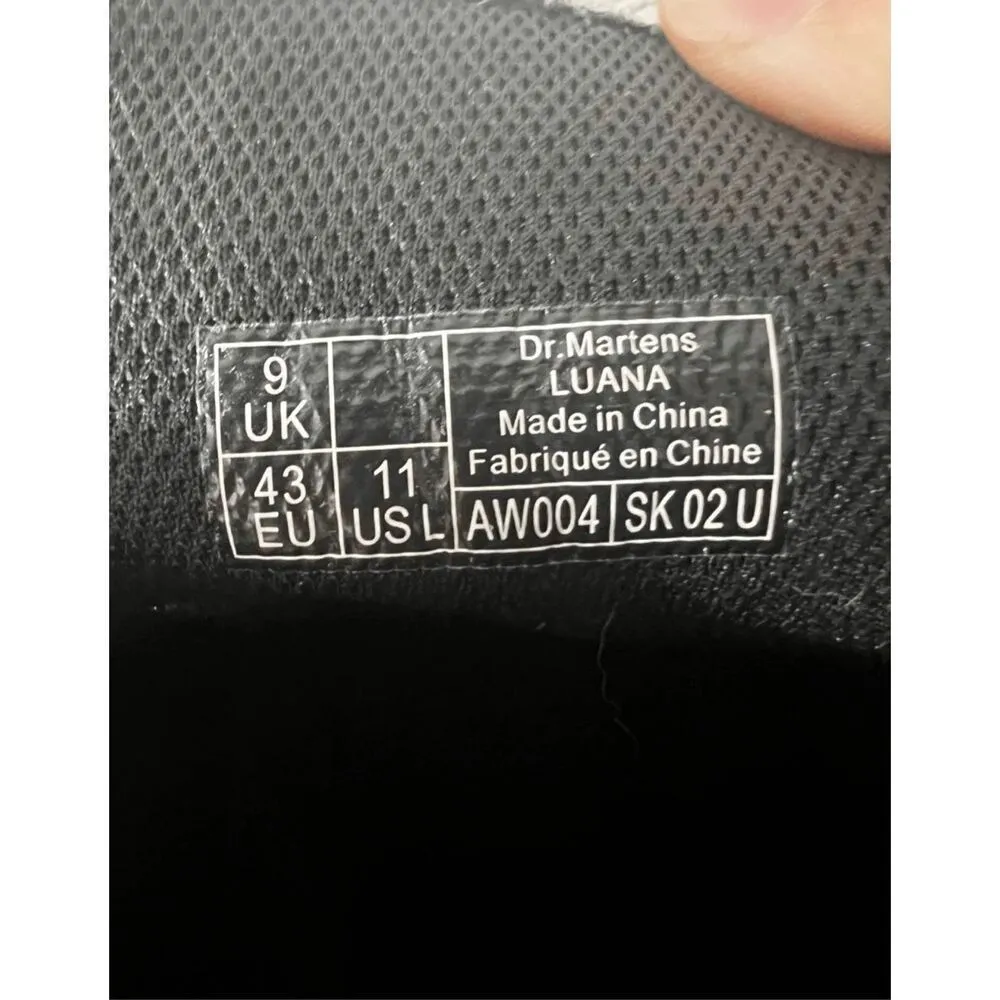 9
UK
43
EU
11
US L
Dr.Martens
LUANA
Made in China
Fabriqué en Chine
AW004
SK 02 U